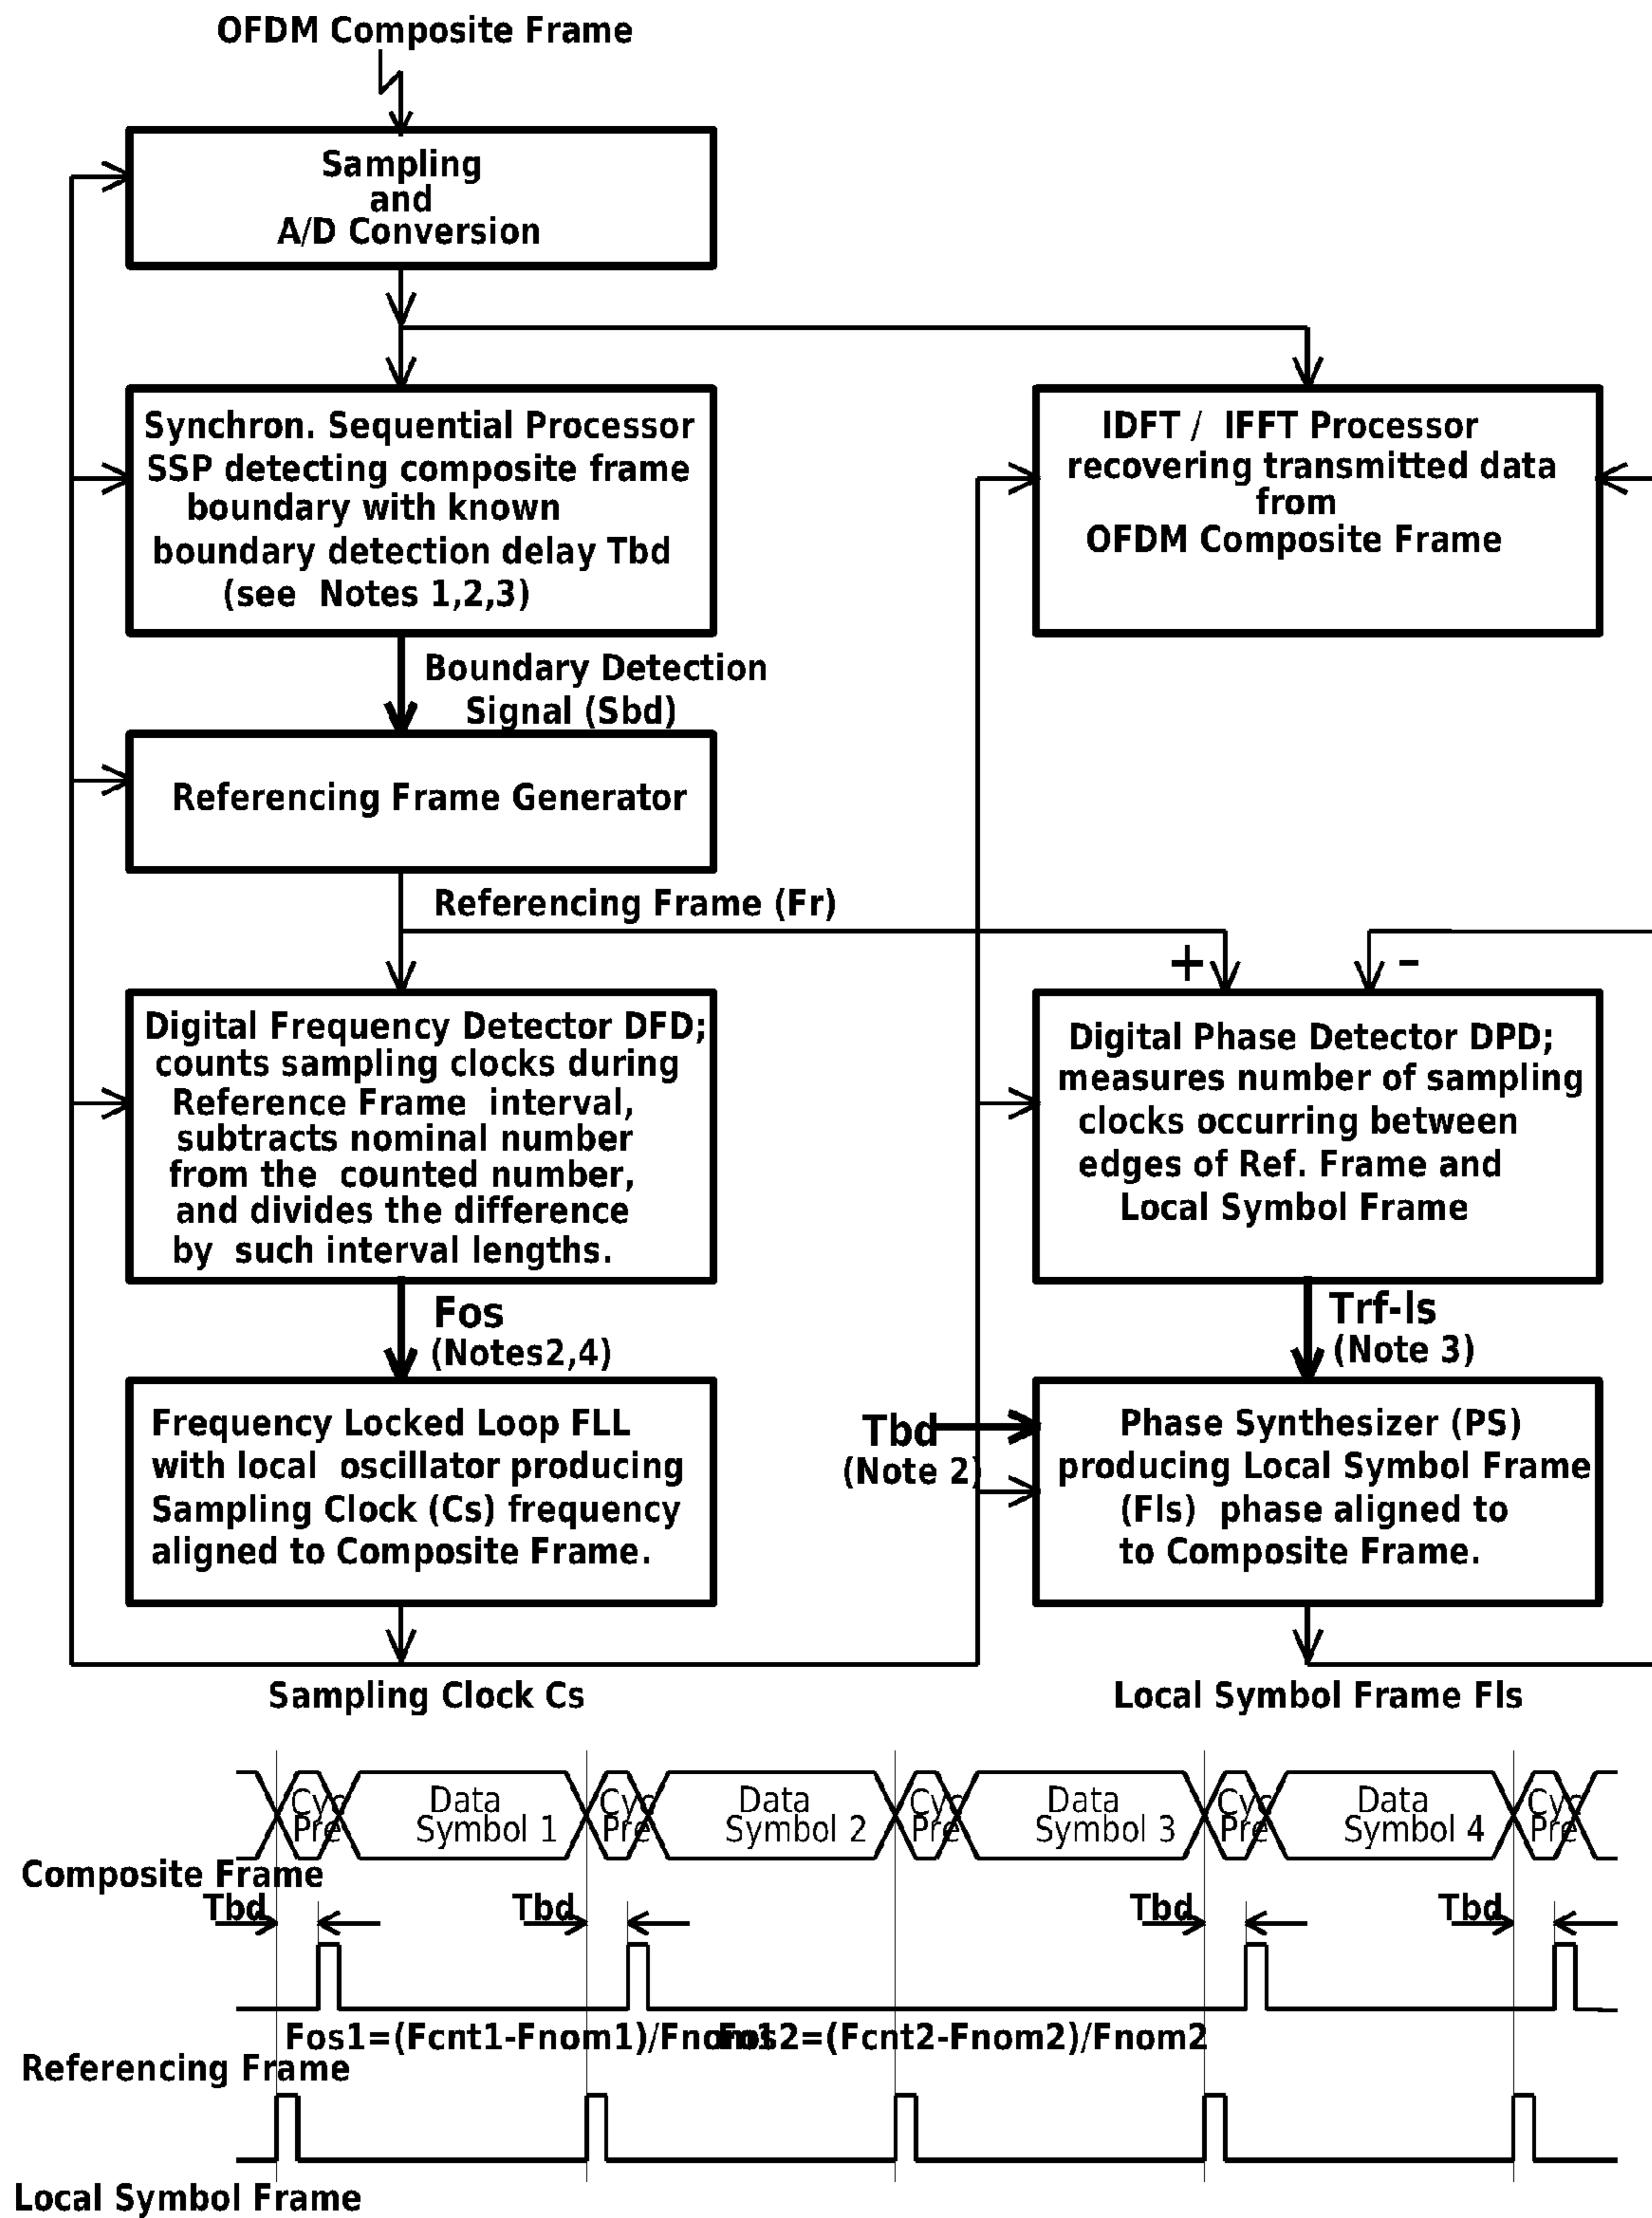 OFDM Composite Frame
Sampling
and
A/D Conversion
Synchron. Sequential Processor
SSP detecting composite frame
boundary with known
boundary detection delay Tbd
(see Notes 1,2,3)
IDFT / IFFT Processor
recovering transmitted data
from
OFDM Composite Frame
Boundary Detection
Signal (Sbd)
Referencing Frame Generator
Referencing Frame (Fr)
+
–
Digital Frequency Detector DFD;
counts sampling clocks during
Reference Frame interval,
subtracts nominal number
from the counted number,
and divides the difference
by such interval lengths.
Digital Phase Detector DPD;
measures number of sampling
clocks occurring between
edges of Ref. Frame and
Local Symbol Frame
Fos
(Notes2,4)
Trf-ls
(Note 3)
Frequency Locked Loop FLL
with local oscillator producing
Sampling Clock (Cs) frequency
aligned to Composite Frame.
Tbd
(Note 2)
Phase Synthesizer (PS)
producing Local Symbol Frame
(Fls) phase aligned to
to Composite Frame.
Sampling Clock Cs
Local Symbol Frame Fls
Cyc Pre
Data Symbol 1
Cyc Pre
Data Symbol 2
Cyc Pre
Data Symbol 3
Cyc Pre
Data Symbol 4
Cyc Pre
Composite Frame
Tbd
Tbd
Tbd
Tbd
Fos1=(Fcnt1-Fnom1)/Fnom1
Fos2=(Fcnt2-Fnom2)/Fnom2
Referencing Frame
Local Symbol Frame